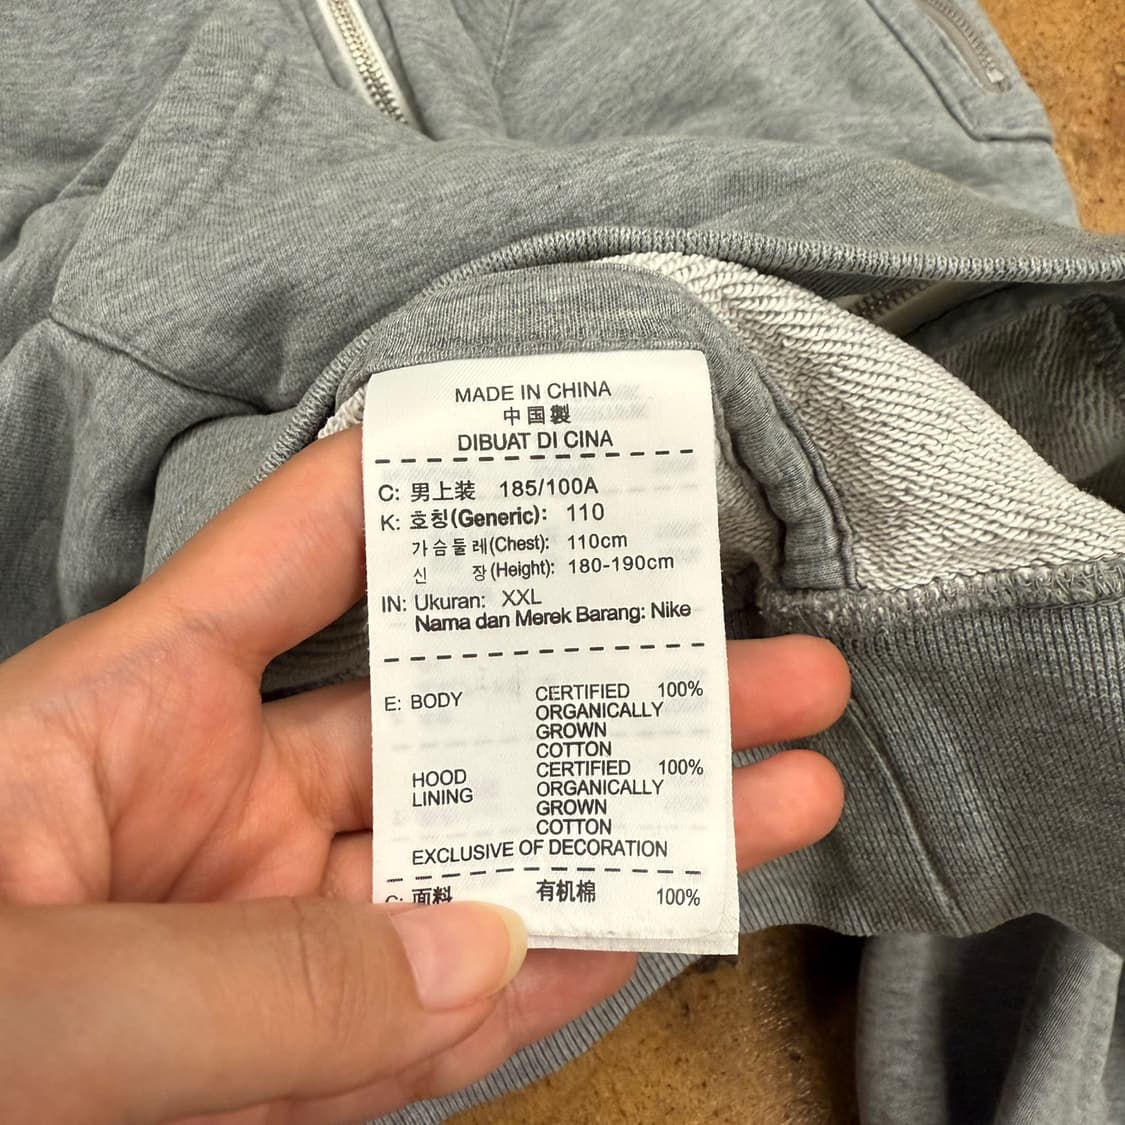 MADE IN CHINA
中国製
DIBUAT DI CINA
C: 男上装 185/100A
K: 호칭(Generic): 110
가슴둘레(Chest): 110cm
신 장(Height): 180-190cm
IN: Ukuran: XXL
Nama dan Merek Barang: Nike
E: BODY CERTIFIED 100%
ORGANICALLY
GROWN
COTTON
HOOD LINING CERTIFIED 100%
ORGANICALLY
GROWN
COTTON
EXCLUSIVE OF DECORATION
C: 面料 有机棉 100%